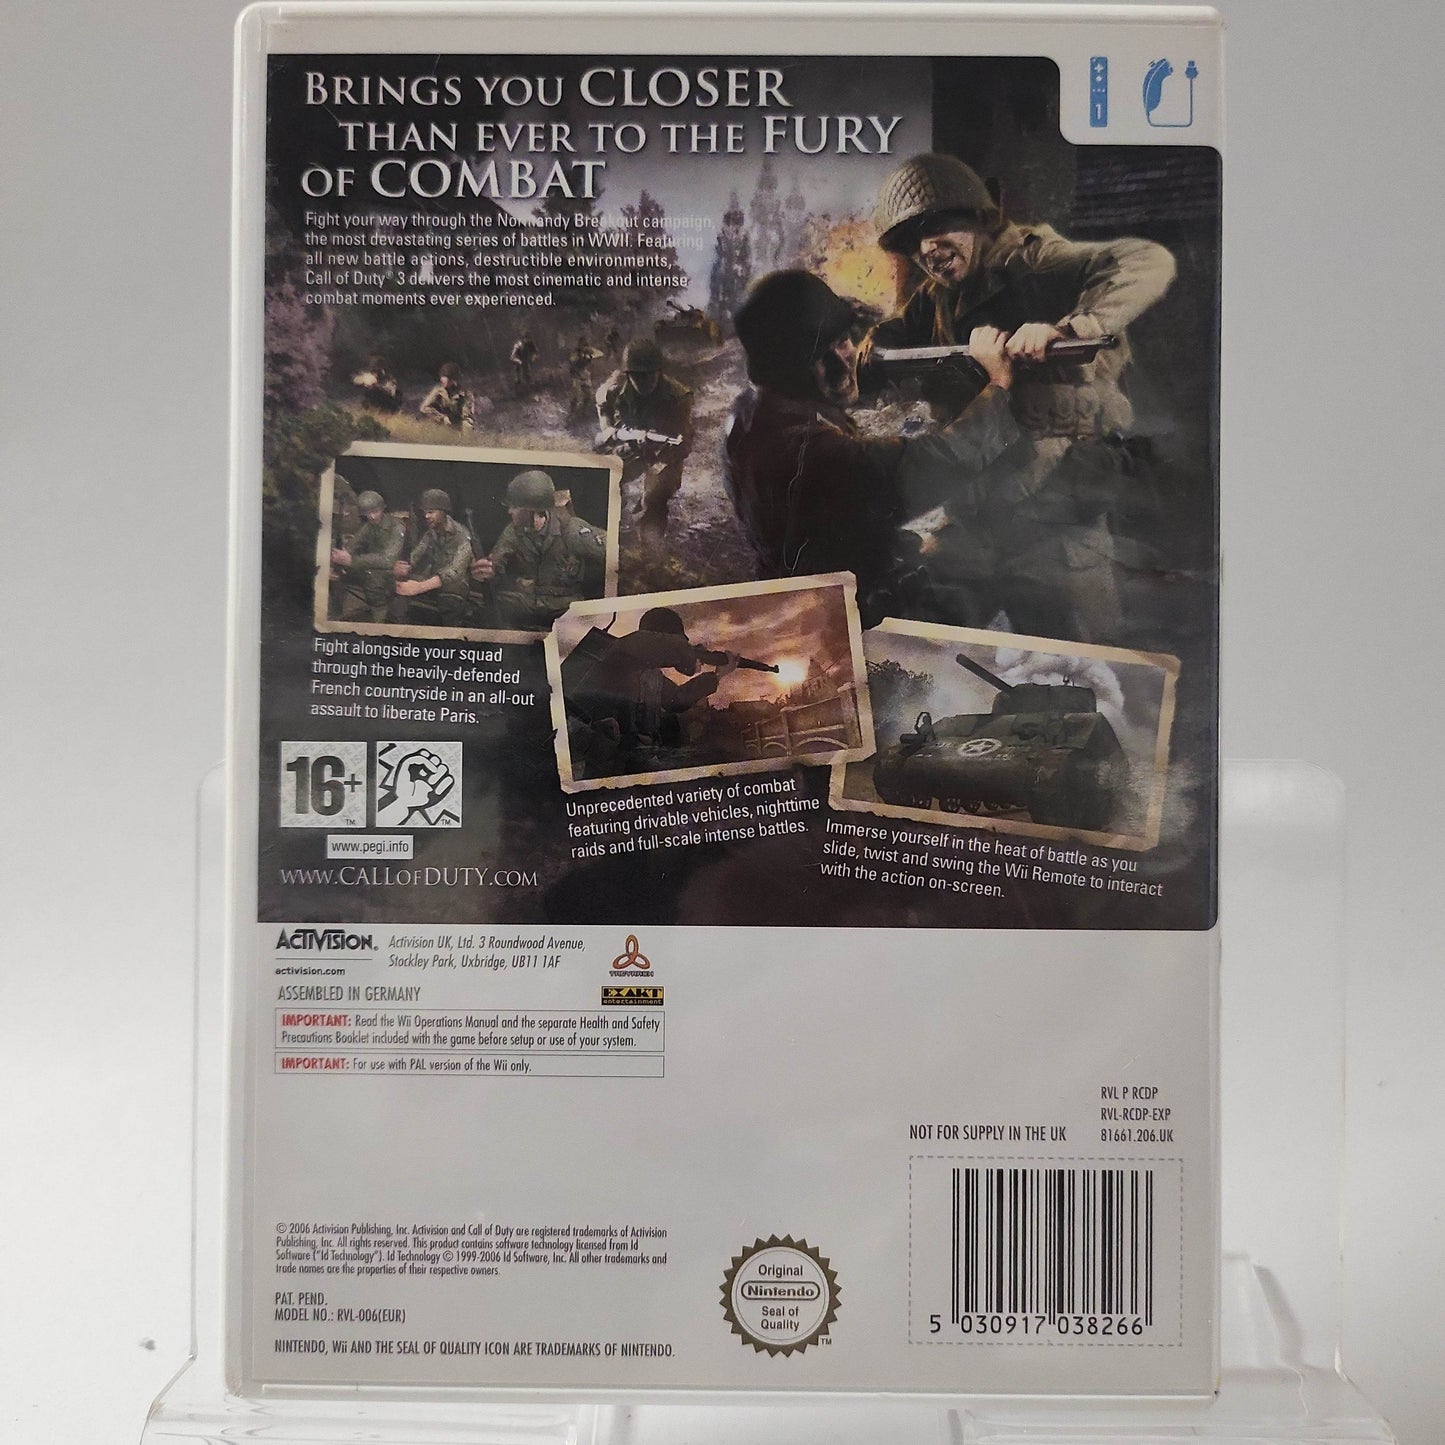 BRINGS YOU CLOSER
THAN EVER TO THE FURY
OF COMBAT
1
Fight your way through the Normandy Breakout campaign,
the most devastating series of battles in WWII. Featuring
all new battle actions, destructible environments,
Call of Duty® 3 delivers the most cinematic and intense
combat moments ever experienced.
Fight alongside your squad
through the heavily-defended
French countryside in an all-out
assault to liberate Paris.
Unprecedented variety of combat
featuring drivable vehicles, nighttime
raids and full-scale intense battles.
Immerse yourself in the heat of battle as you
slide, twist and swing the Wii Remote to interact
with the action on-screen.
16+ ™ ™
www.pegi.info
WWW.CALLOFDUTY.COM
ACTIVISION®
activision.com
Activision UK, Ltd. 3 Roundwood Avenue,
Stockley Park, Uxbridge, UB11 1AF
TREYARCH
EXAKT
entertainment
ASSEMBLED IN GERMANY
IMPORTANT: Read the Wii Operations Manual and the separate Health and Safety
Precautions Booklet included with the game before setup or use of your system.
IMPORTANT: For use with PAL version of the Wii only.
RVL P RCDP
RVL-RCDP-EXP
NOT FOR SUPPLY IN THE UK 81661.206.UK
© 2006 Activision Publishing, Inc. Activision and Call of Duty are registered trademarks of Activision
Publishing, Inc. All rights reserved. This product contains software technology licensed from Id
Software ("Id Technology"). Id Technology © 1999-2006 Id Software, Inc. All other trademarks and
trade names are the properties of their respective owners.
PAT. PEND.
MODEL NO.: RVL-006(EUR)
NINTENDO, Wii AND THE SEAL OF QUALITY ICON ARE TRADEMARKS OF NINTENDO.
Original
Nintendo
Seal of
Quality
TM
5 030917 038266